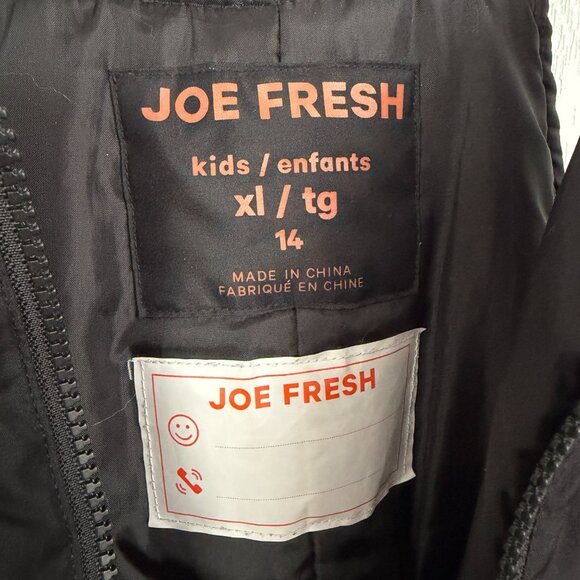 JOE FRESH
kids / enfants
xl / tg
14
MADE IN CHINA
FABRIQUÉ EN CHINE
JOE FRESH